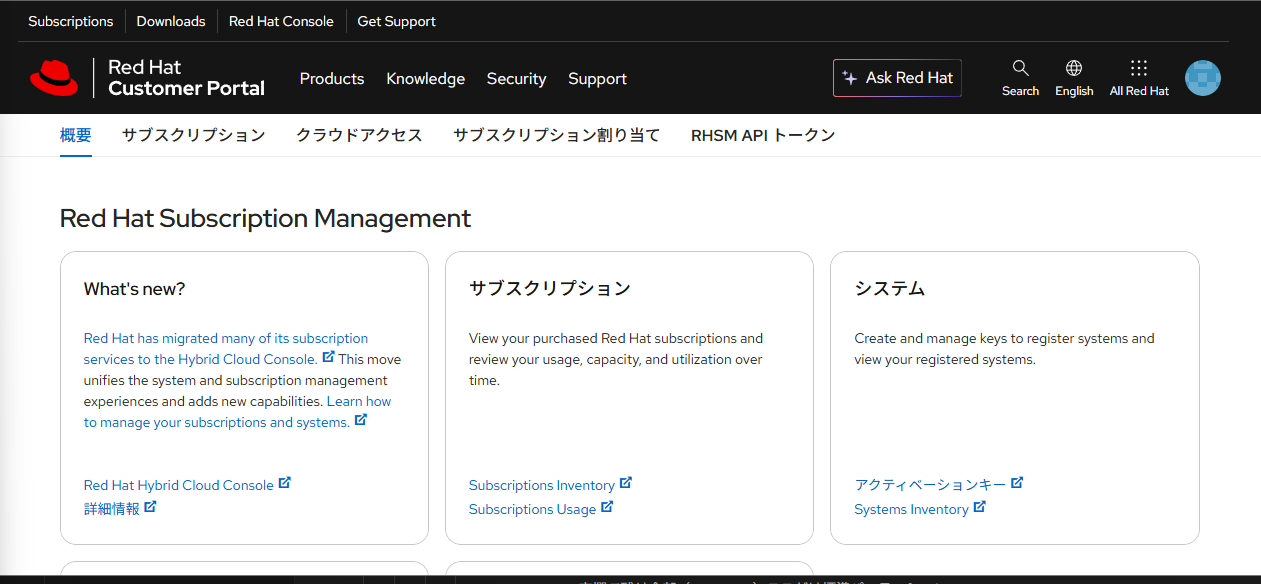 Subscriptions Downloads Red Hat Console Get Support
Red Hat
Customer Portal
Products Knowledge Security Support
Ask Red Hat
Search English All Red Hat
概要 サブスクリプション クラウドアクセス サブスクリプション割り当て RHSM API トークン
Red Hat Subscription Management
What's new?
Red Hat has migrated many of its subscription
services to the Hybrid Cloud Console. This move
unifies the system and subscription management
experiences and adds new capabilities. Learn how
to manage your subscriptions and systems.
Red Hat Hybrid Cloud Console
詳細情報
サブスクリプション
View your purchased Red Hat subscriptions and
review your usage, capacity, and utilization over
time.
Subscriptions Inventory
Subscriptions Usage
システム
Create and manage keys to register systems and
view your registered systems.
アクティベーションキー
Systems Inventory